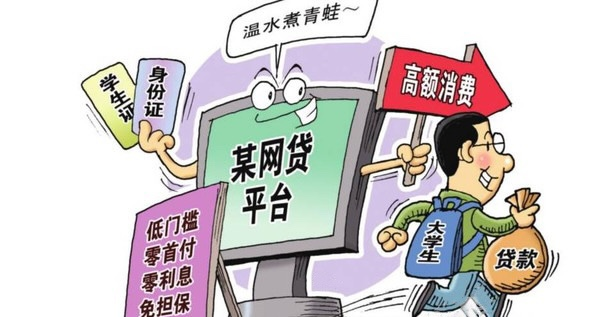 温水煮青蛙～
学生证
身份证
高额消费
某网贷
平台
低门槛
零首付
零利息
免担保
大学生
贷款